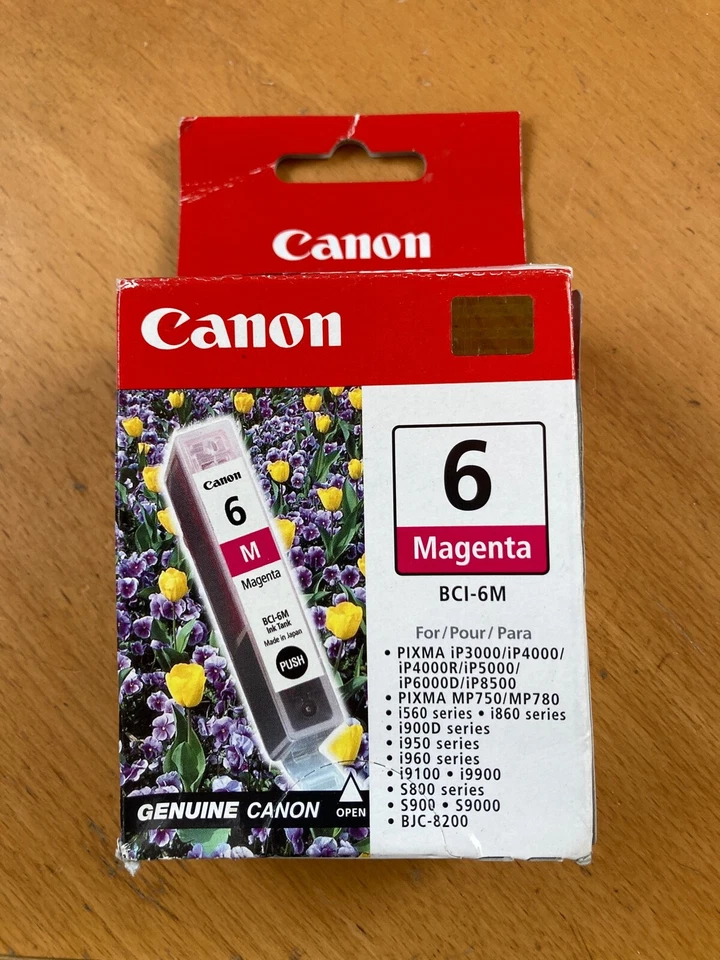 Canon
Canon
Canon
6
M
Magenta
BCI-6M
Ink Tank
Made in Japan
PUSH
GENUINE CANON
OPEN
6
Magenta
BCI-6M
For/Pour/Para
• PIXMA iP3000/iP4000/
iP4000R/iP5000/
iP6000D/iP8500
• PIXMA MP750/MP780
• i560 series • i860 series
• i900D series
• i950 series
• i960 series
• i9100 • i9900
• S800 series
• S900 • S9000
• BJC-8200